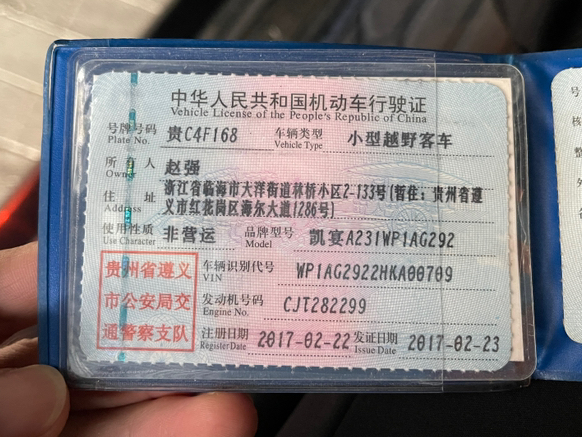 中华人民共和国机动车行驶证
Vehicle License of the People's Republic of China
号牌号码 贵C4F168 车辆类型 小型越野客车
Plate No. Vehicle Type
所有人 赵强
Owner
住址 浙江省临海市大洋街道林桥小区2-133号(暂住：贵州省遵
Address 义市红花岗区海尔大道1286号)
使用性质 非营运 品牌型号 凯宴A231WP1AG292
Use Character Model
贵州省遵义
市公安局交
通警察支队
车辆识别代号 WP1AG2922HKA00709
VIN
发动机号码 CJT282299
Engine No.
注册日期 2017-02-22 发证日期 2017-02-23
Register Date Issue Date
号
核
整